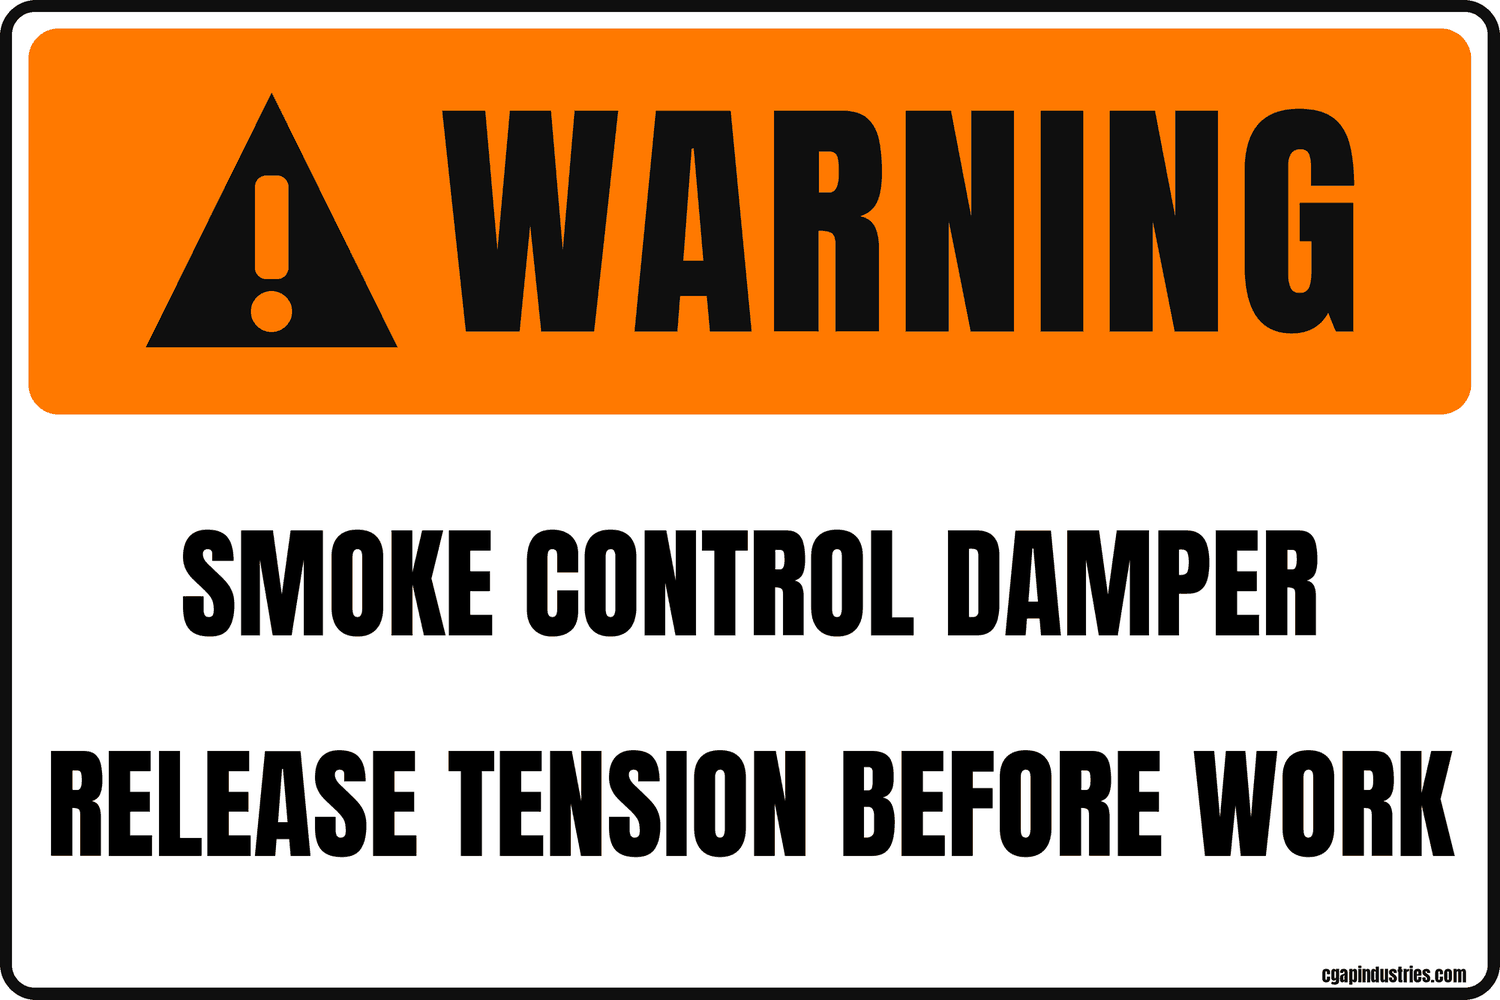 WARNING
SMOKE CONTROL DAMPER
RELEASE TENSION BEFORE WORK
cgapindustries.com